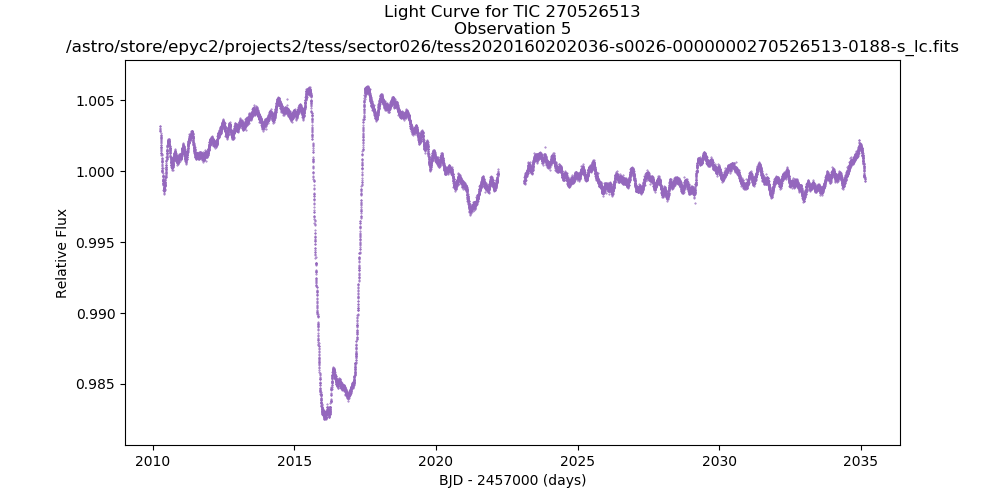 Light Curve for TIC 270526513
Observation 5
/astro/store/epyc2/projects2/tess/sector026/tess2020160202036-s0026-0000000270526513-0188-s_lc.fits
1.005
1.000
0.995
0.990
0.985
Relative Flux
2010 2015 2020 2025 2030 2035
BJD - 2457000 (days)